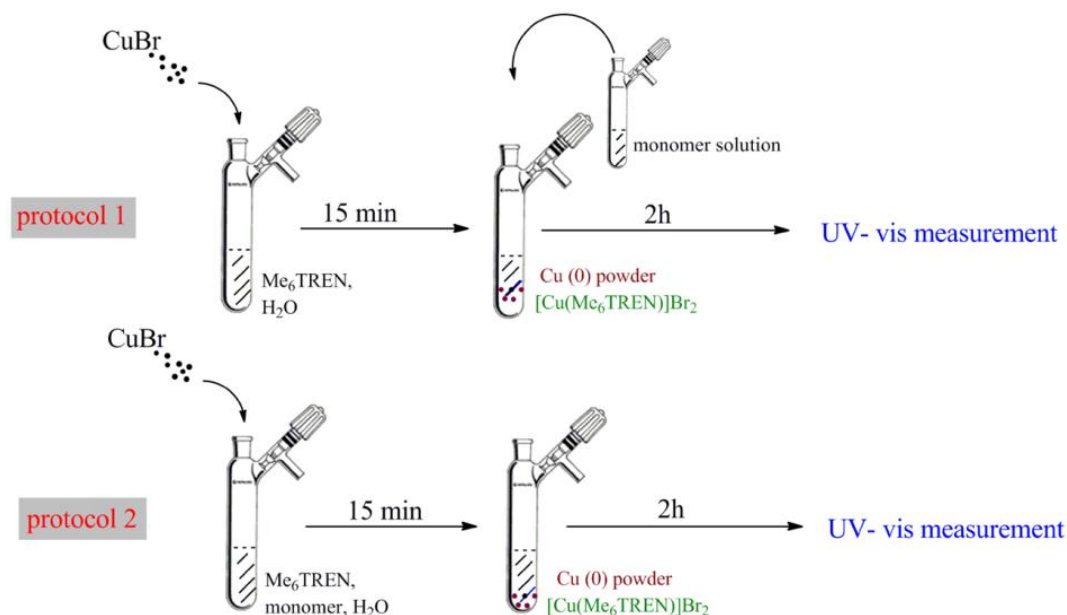 CuBr
monomer solution
protocol 1
15 min
2h
UV- vis measurement
Me₆TREN,
H₂O
Cu (0) powder
[Cu(Me₆TREN)]Br₂
CuBr
protocol 2
15 min
2h
UV- vis measurement
Me₆TREN,
monomer, H₂O
Cu (0) powder
[Cu(Me₆TREN)]Br₂